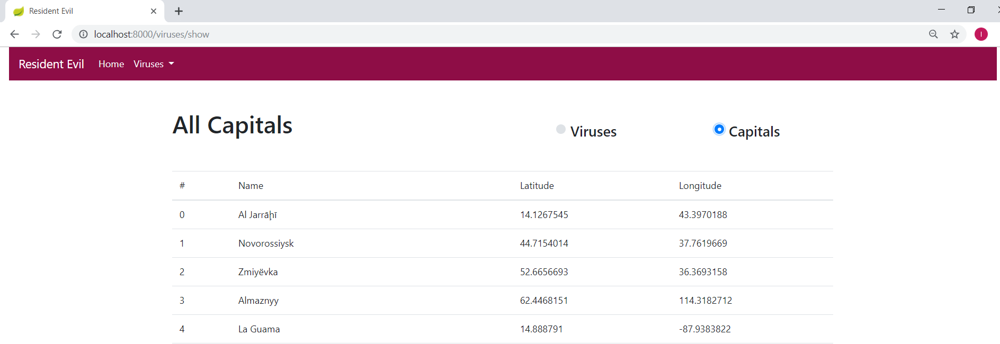 Resident Evil
localhost:8000/viruses/show
I
Resident Evil Home Viruses
All Capitals Viruses Capitals
# Name Latitude Longitude
0 Al Jarrāḩī 14.1267545 43.3970188
1 Novorossiysk 44.7154014 37.7619669
2 Zmiyëvka 52.6656693 36.3693158
3 Almaznyy 62.4468151 114.3182712
4 La Guama 14.888791 -87.9383822